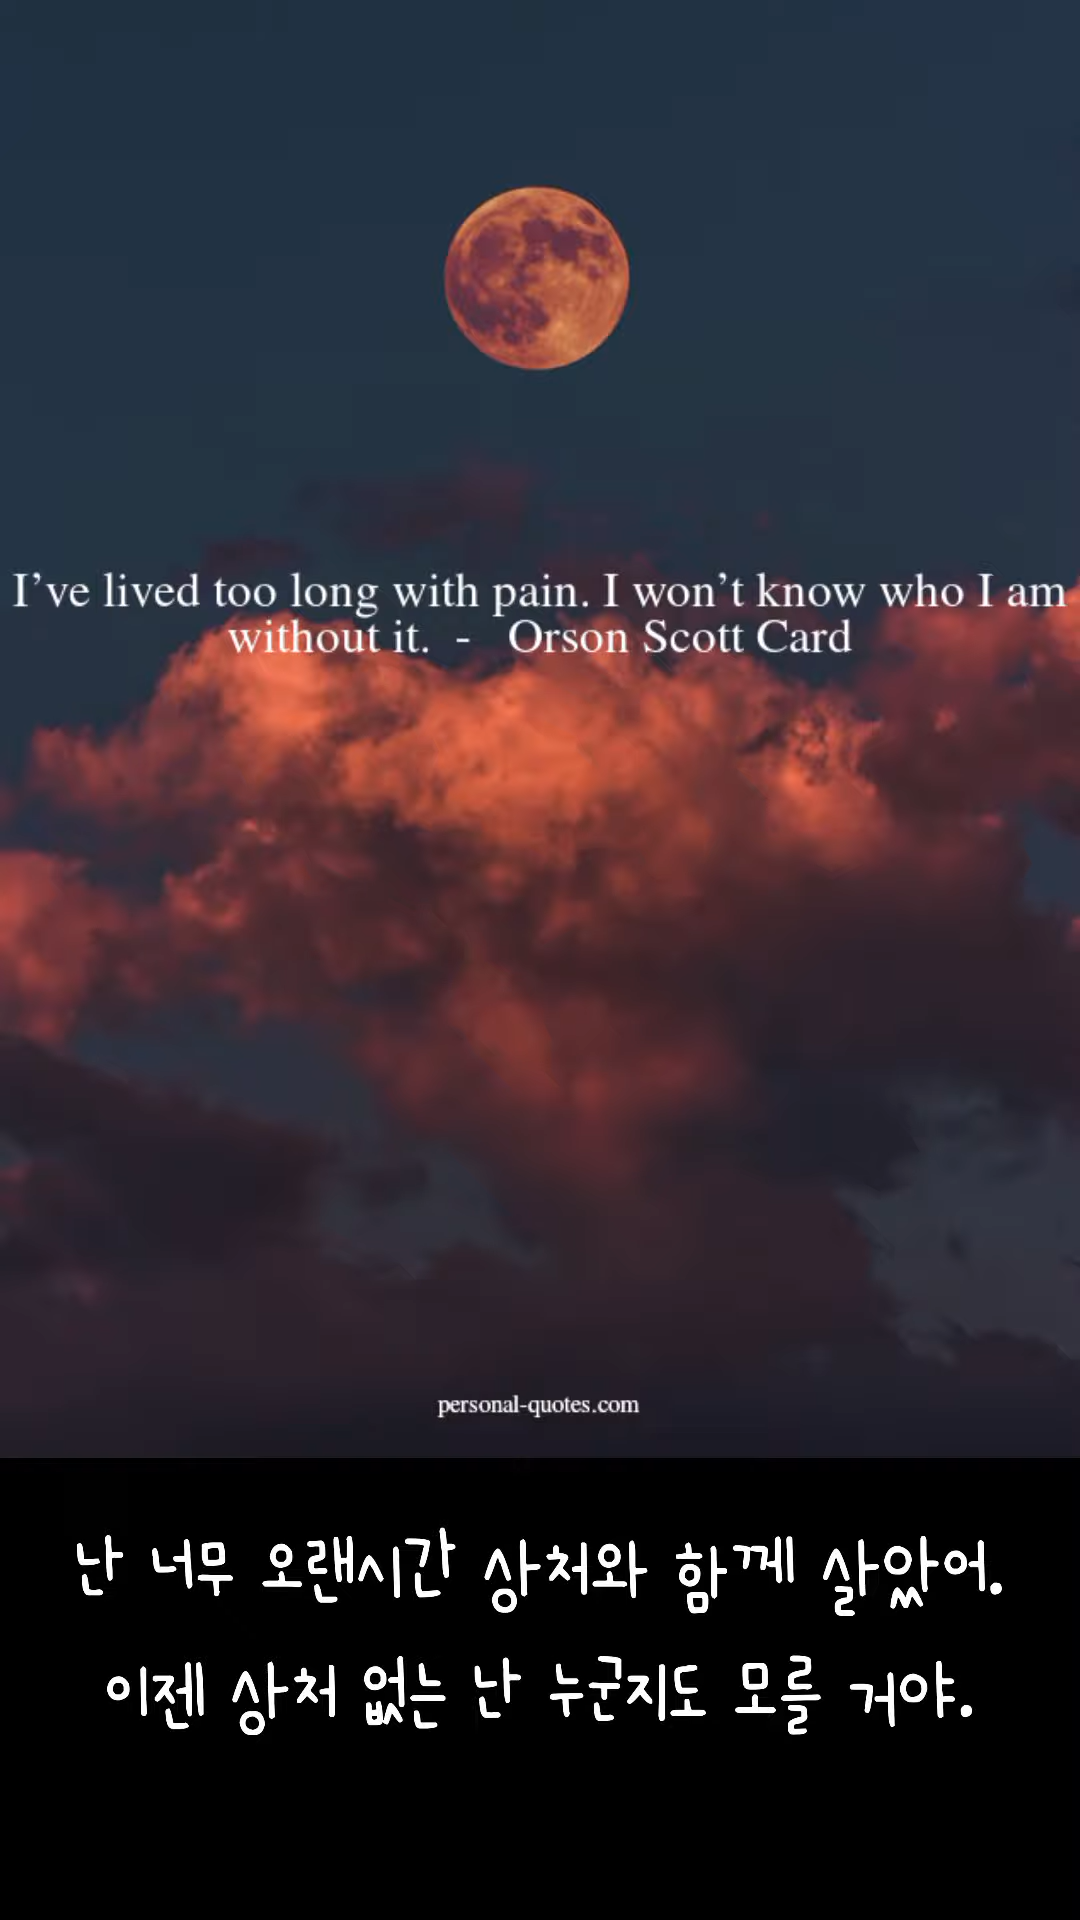 I’ve lived too long with pain. I won’t know who I am
without it. - Orson Scott Card
personal-quotes.com
난 너무 오랜시간 상처와 함께 살았어.
이젠 상처 없는 난 누군지도 모를 거야.